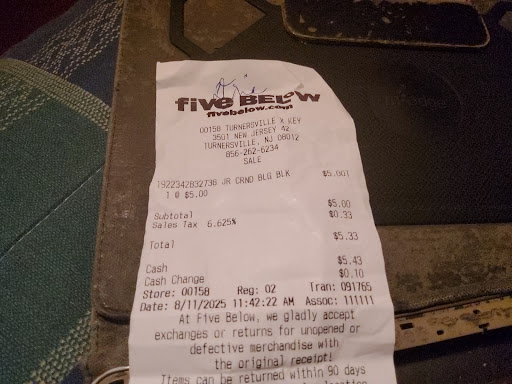 five BELOW
fivebelow.com
00158 TURNERSVILLE X KEY
3501 NEW JERSEY 42
TURNERSVILLE, NJ 08012
856-262-6234
SALE
1922342832736 JR CRND BLG BLK $5.00T
1 @ $5.00
Subtotal $5.00
Sales Tax 6.625% $0.33
Total $5.33
Cash $5.43
Cash Change $0.10
Store: 00158 Reg: 02 Tran: 091765
Date: 8/11/2025 11:42:22 AM Assoc: 111111
At Five Below, we gladly accept
exchanges or returns for unopened or
defective merchandise with
the original receipt!
Items can be returned within 90 days